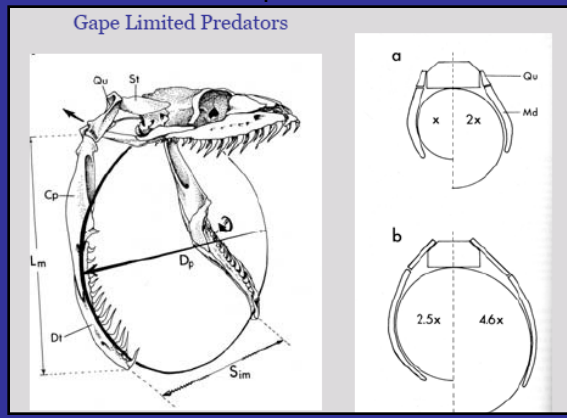 Gape Limited Predators
Qu
St
Cp
Lm
Dp
Dt
Sim
a
Qu
x
2x
Md
b
2.5x
4.6x